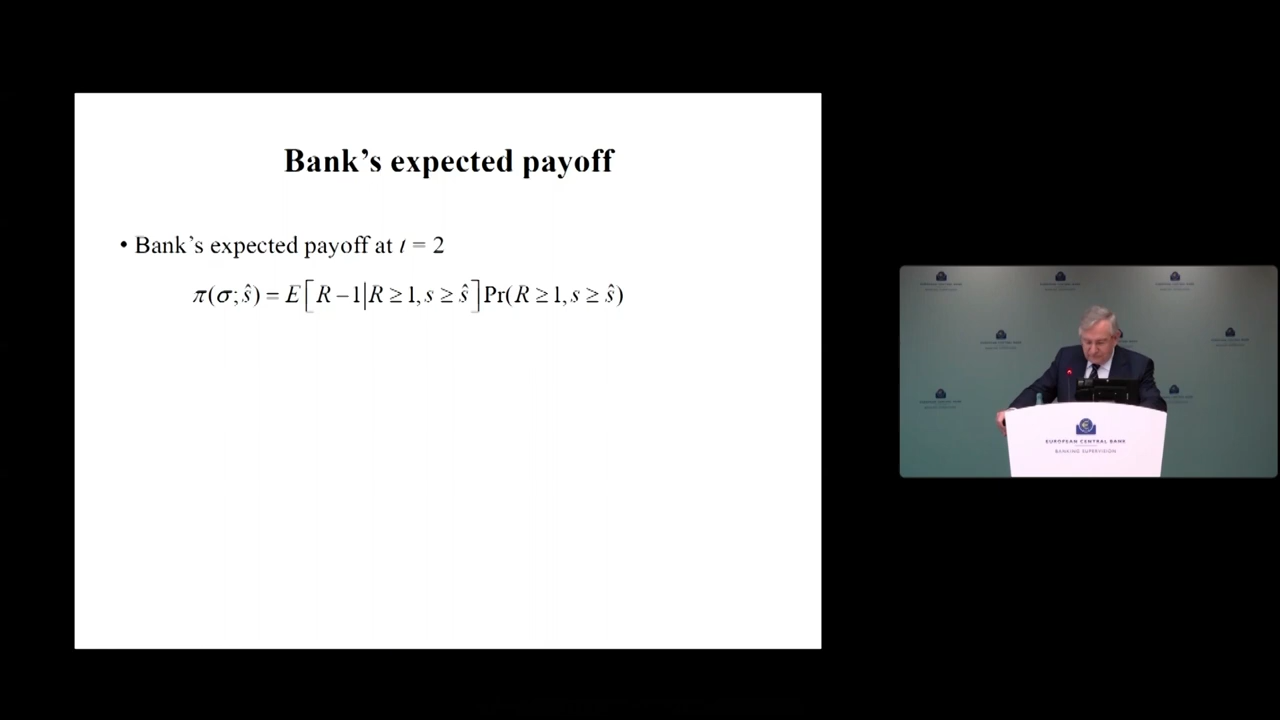 Bank's expected payoff
• Bank's expected payoff at t = 2
π(σ; ŝ) = E[R − 1|R ≥ 1, s ≥ ŝ]Pr(R ≥ 1, s ≥ ŝ)
EUROPEAN CENTRAL BANK
BANKING SUPERVISION